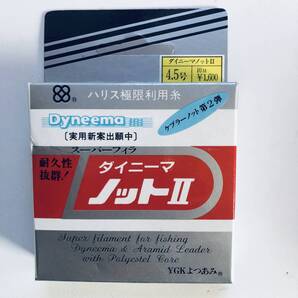 ダイニーマノットII
4.5号
¥1,600
ハリス極限利用糸
Dyneema
ケブラーノット第2弾
［実用新案出願中］
スーパーフィラ
耐久性
抜群！
ダイニーマ
ノットII
Super filament for fishing
Dyneema & Aramid Leader
with Polyestel Core
YGKよつあみ®